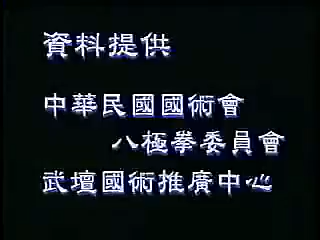 資料提供
中華民國國術會
八極拳委員會
武壇國術推廣中心